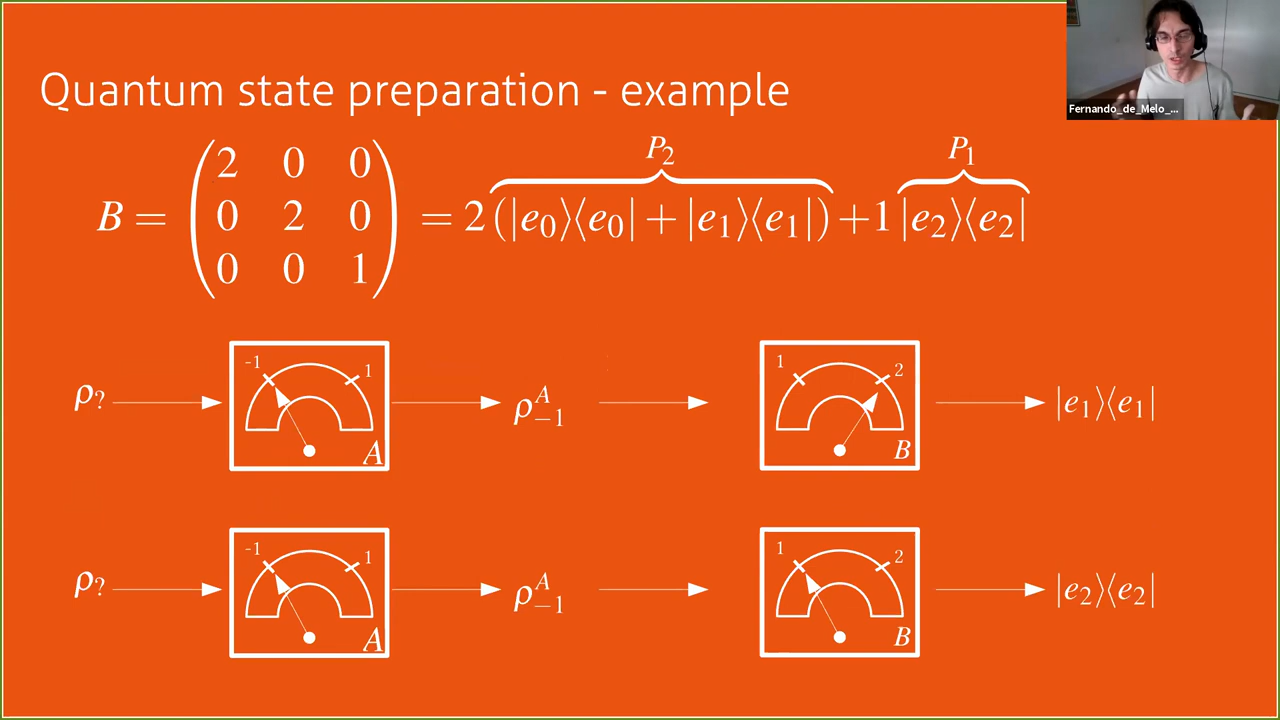 Fernando_de_Melo_...
Quantum state preparation - example
P₂ P₁
B = (2 0 0
0 2 0 = 2 (|e₀⟩⟨e₀| + |e₁⟩⟨e₁|) + 1 |e₂⟩⟨e₂|
0 0 1)
-1 1 1 2
ρ? ρ^A_{-1} |e₁⟩⟨e₁|
A B
-1 1 1 2
ρ? ρ^A_{-1} |e₂⟩⟨e₂|
A B